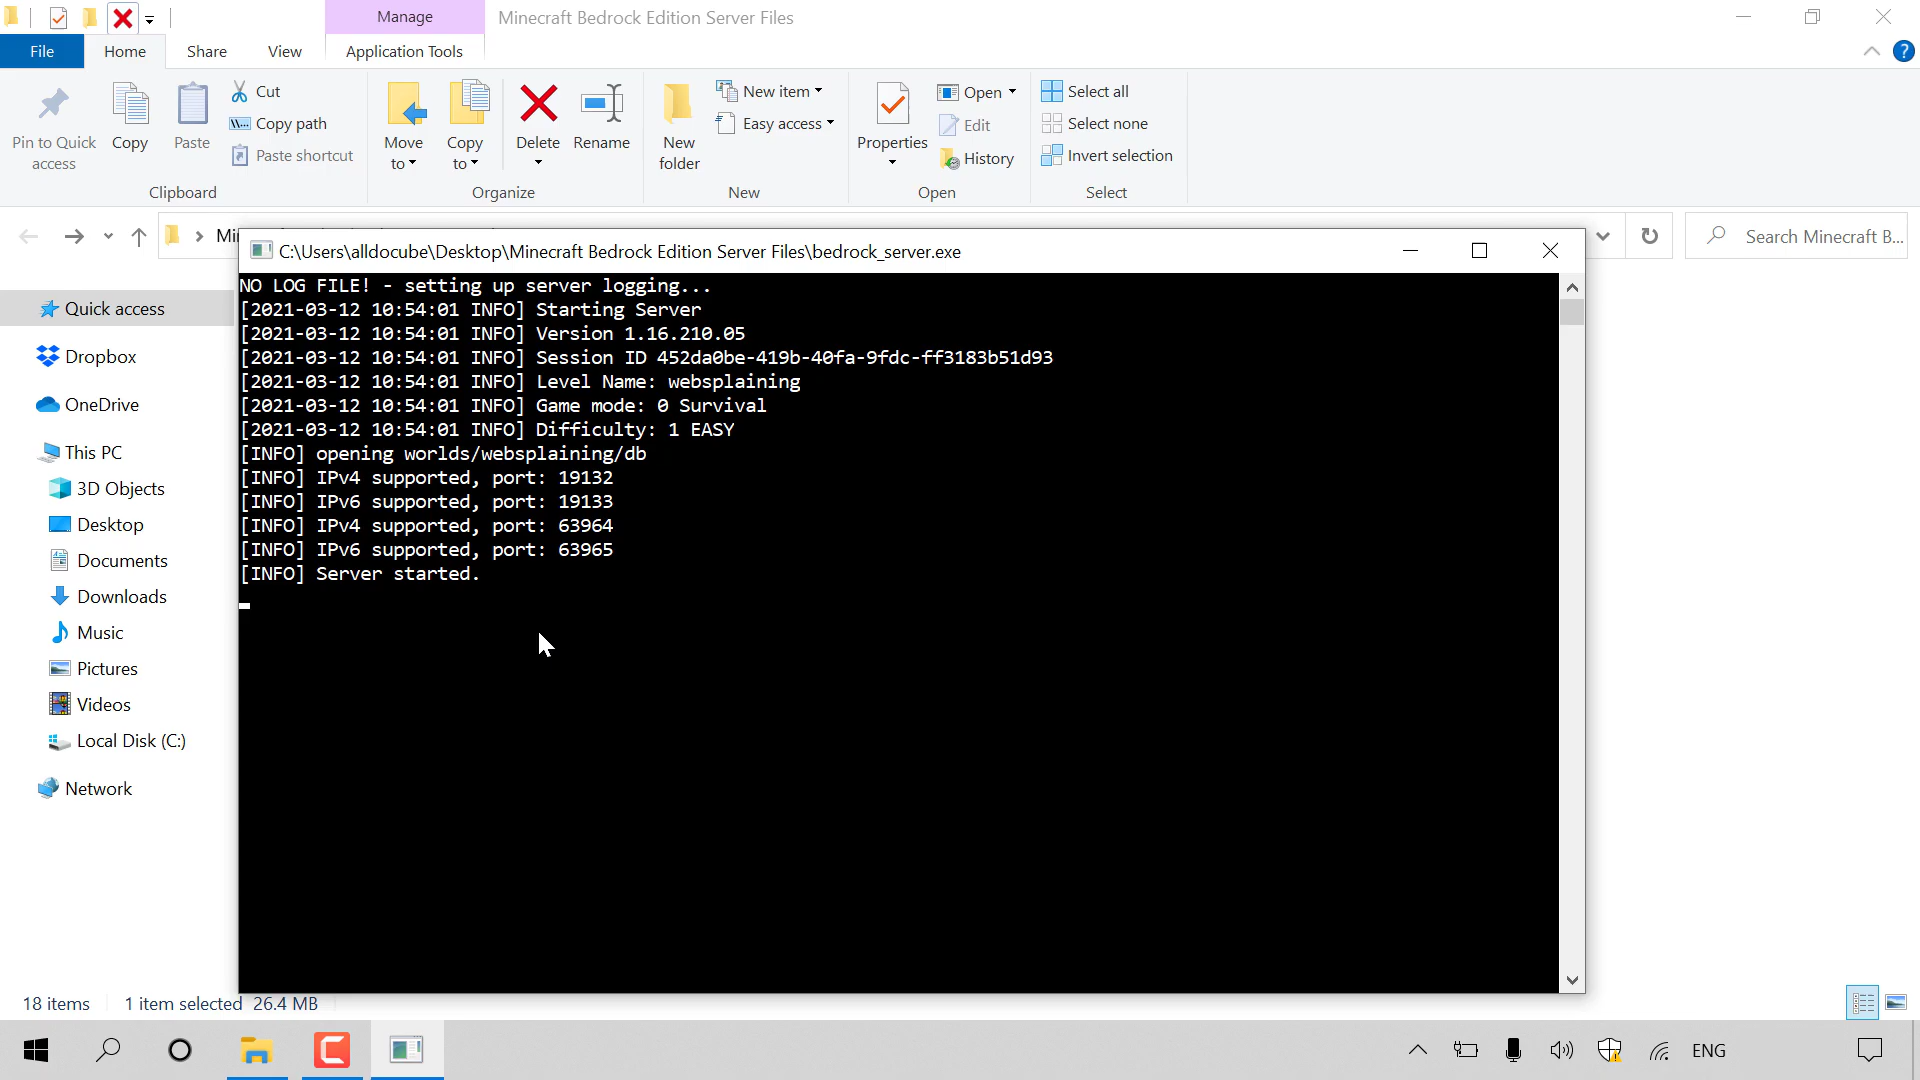 Manage
Minecraft Bedrock Edition Server Files
File
Home
Share
View
Application Tools
Pin to Quick
access
Copy
Paste
Cut
Copy path
Paste shortcut
Clipboard
Move
to
Copy
to
Delete
Rename
Organize
New
folder
New item
Easy access
New
Properties
Open
Edit
History
Open
Select all
Select none
Invert selection
Select
Search Minecraft B...
C:\Users\alldocube\Desktop\Minecraft Bedrock Edition Server Files\bedrock_server.exe
NO LOG FILE! - setting up server logging...
[2021-03-12 10:54:01 INFO] Starting Server
[2021-03-12 10:54:01 INFO] Version 1.16.210.05
[2021-03-12 10:54:01 INFO] Session ID 452da0be-419b-40fa-9fdc-ff3183b51d93
[2021-03-12 10:54:01 INFO] Level Name: websplaining
[2021-03-12 10:54:01 INFO] Game mode: 0 Survival
[2021-03-12 10:54:01 INFO] Difficulty: 1 EASY
[INFO] opening worlds/websplaining/db
[INFO] IPv4 supported, port: 19132
[INFO] IPv6 supported, port: 19133
[INFO] IPv4 supported, port: 63964
[INFO] IPv6 supported, port: 63965
[INFO] Server started.
Quick access
Dropbox
OneDrive
This PC
3D Objects
Desktop
Documents
Downloads
Music
Pictures
Videos
Local Disk (C:)
Network
18 items
1 item selected 26.4 MB
ENG